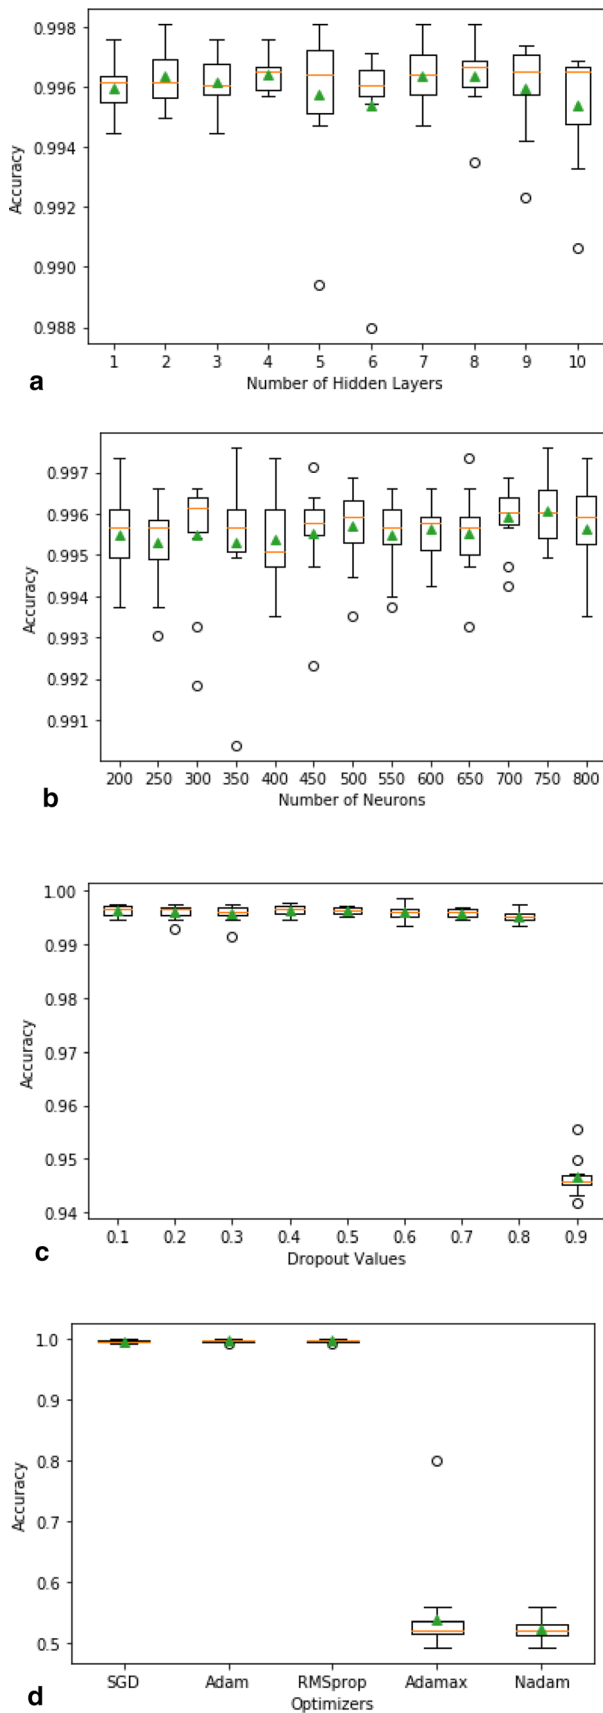 0.998
0.996
0.994
0.992
0.990
0.988
Accuracy
1 2 3 4 5 6 7 8 9 10
Number of Hidden Layers
a
0.997
0.996
0.995
0.994
0.993
0.992
0.991
Accuracy
200 250 300 350 400 450 500 550 600 650 700 750 800
Number of Neurons
b
1.00
0.99
0.98
0.97
0.96
0.95
0.94
Accuracy
0.1 0.2 0.3 0.4 0.5 0.6 0.7 0.8 0.9
Dropout Values
c
1.0
0.9
0.8
0.7
0.6
0.5
Accuracy
SGD Adam RMSprop Adamax Nadam
Optimizers
d